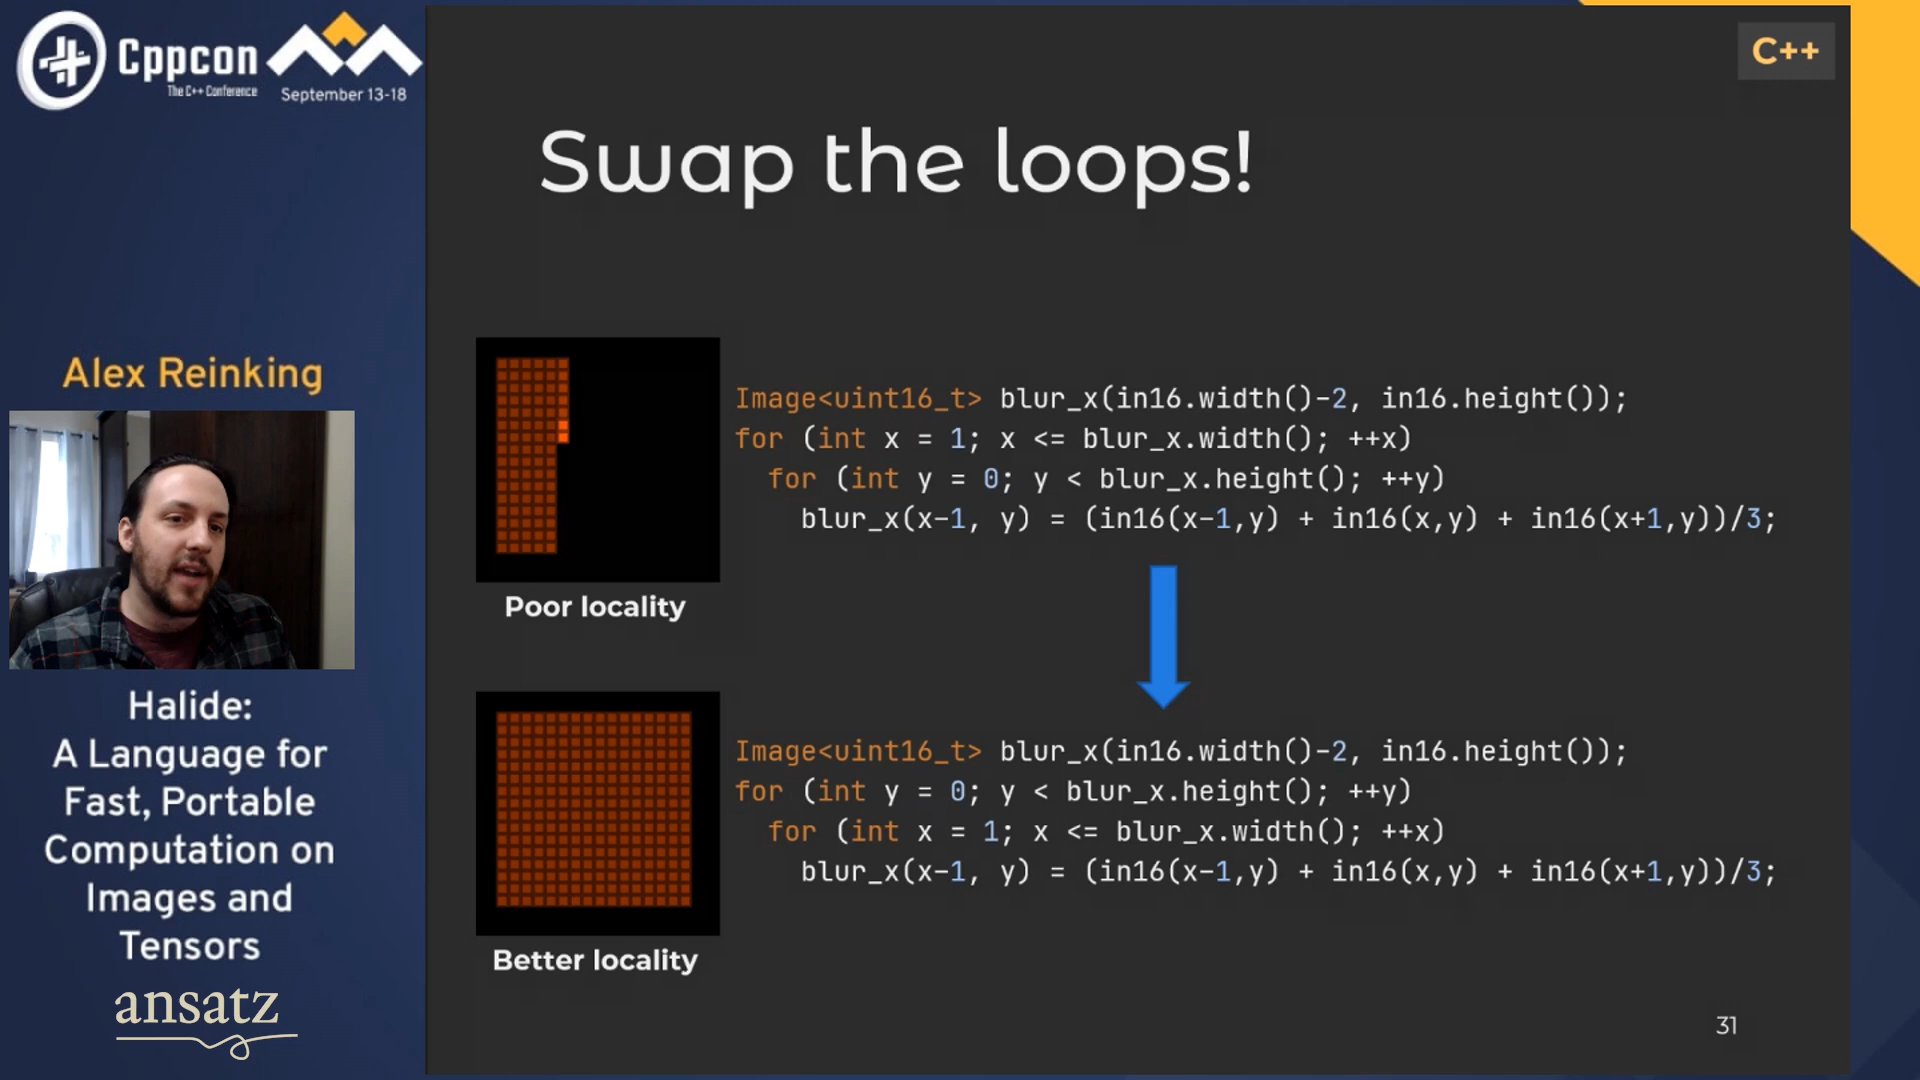 Cppcon
The C++ Conference
September 13-18
C++
Swap the loops!
Alex Reinking
Halide:
A Language for
Fast, Portable
Computation on
Images and
Tensors
ansatz
Image<uint16_t> blur_x(in16.width()-2, in16.height());
for (int x = 1; x <= blur_x.width(); ++x)
for (int y = 0; y < blur_x.height(); ++y)
blur_x(x-1, y) = (in16(x-1,y) + in16(x,y) + in16(x+1,y))/3;
Poor locality
Image<uint16_t> blur_x(in16.width()-2, in16.height());
for (int y = 0; y < blur_x.height(); ++y)
for (int x = 1; x <= blur_x.width(); ++x)
blur_x(x-1, y) = (in16(x-1,y) + in16(x,y) + in16(x+1,y))/3;
Better locality
31